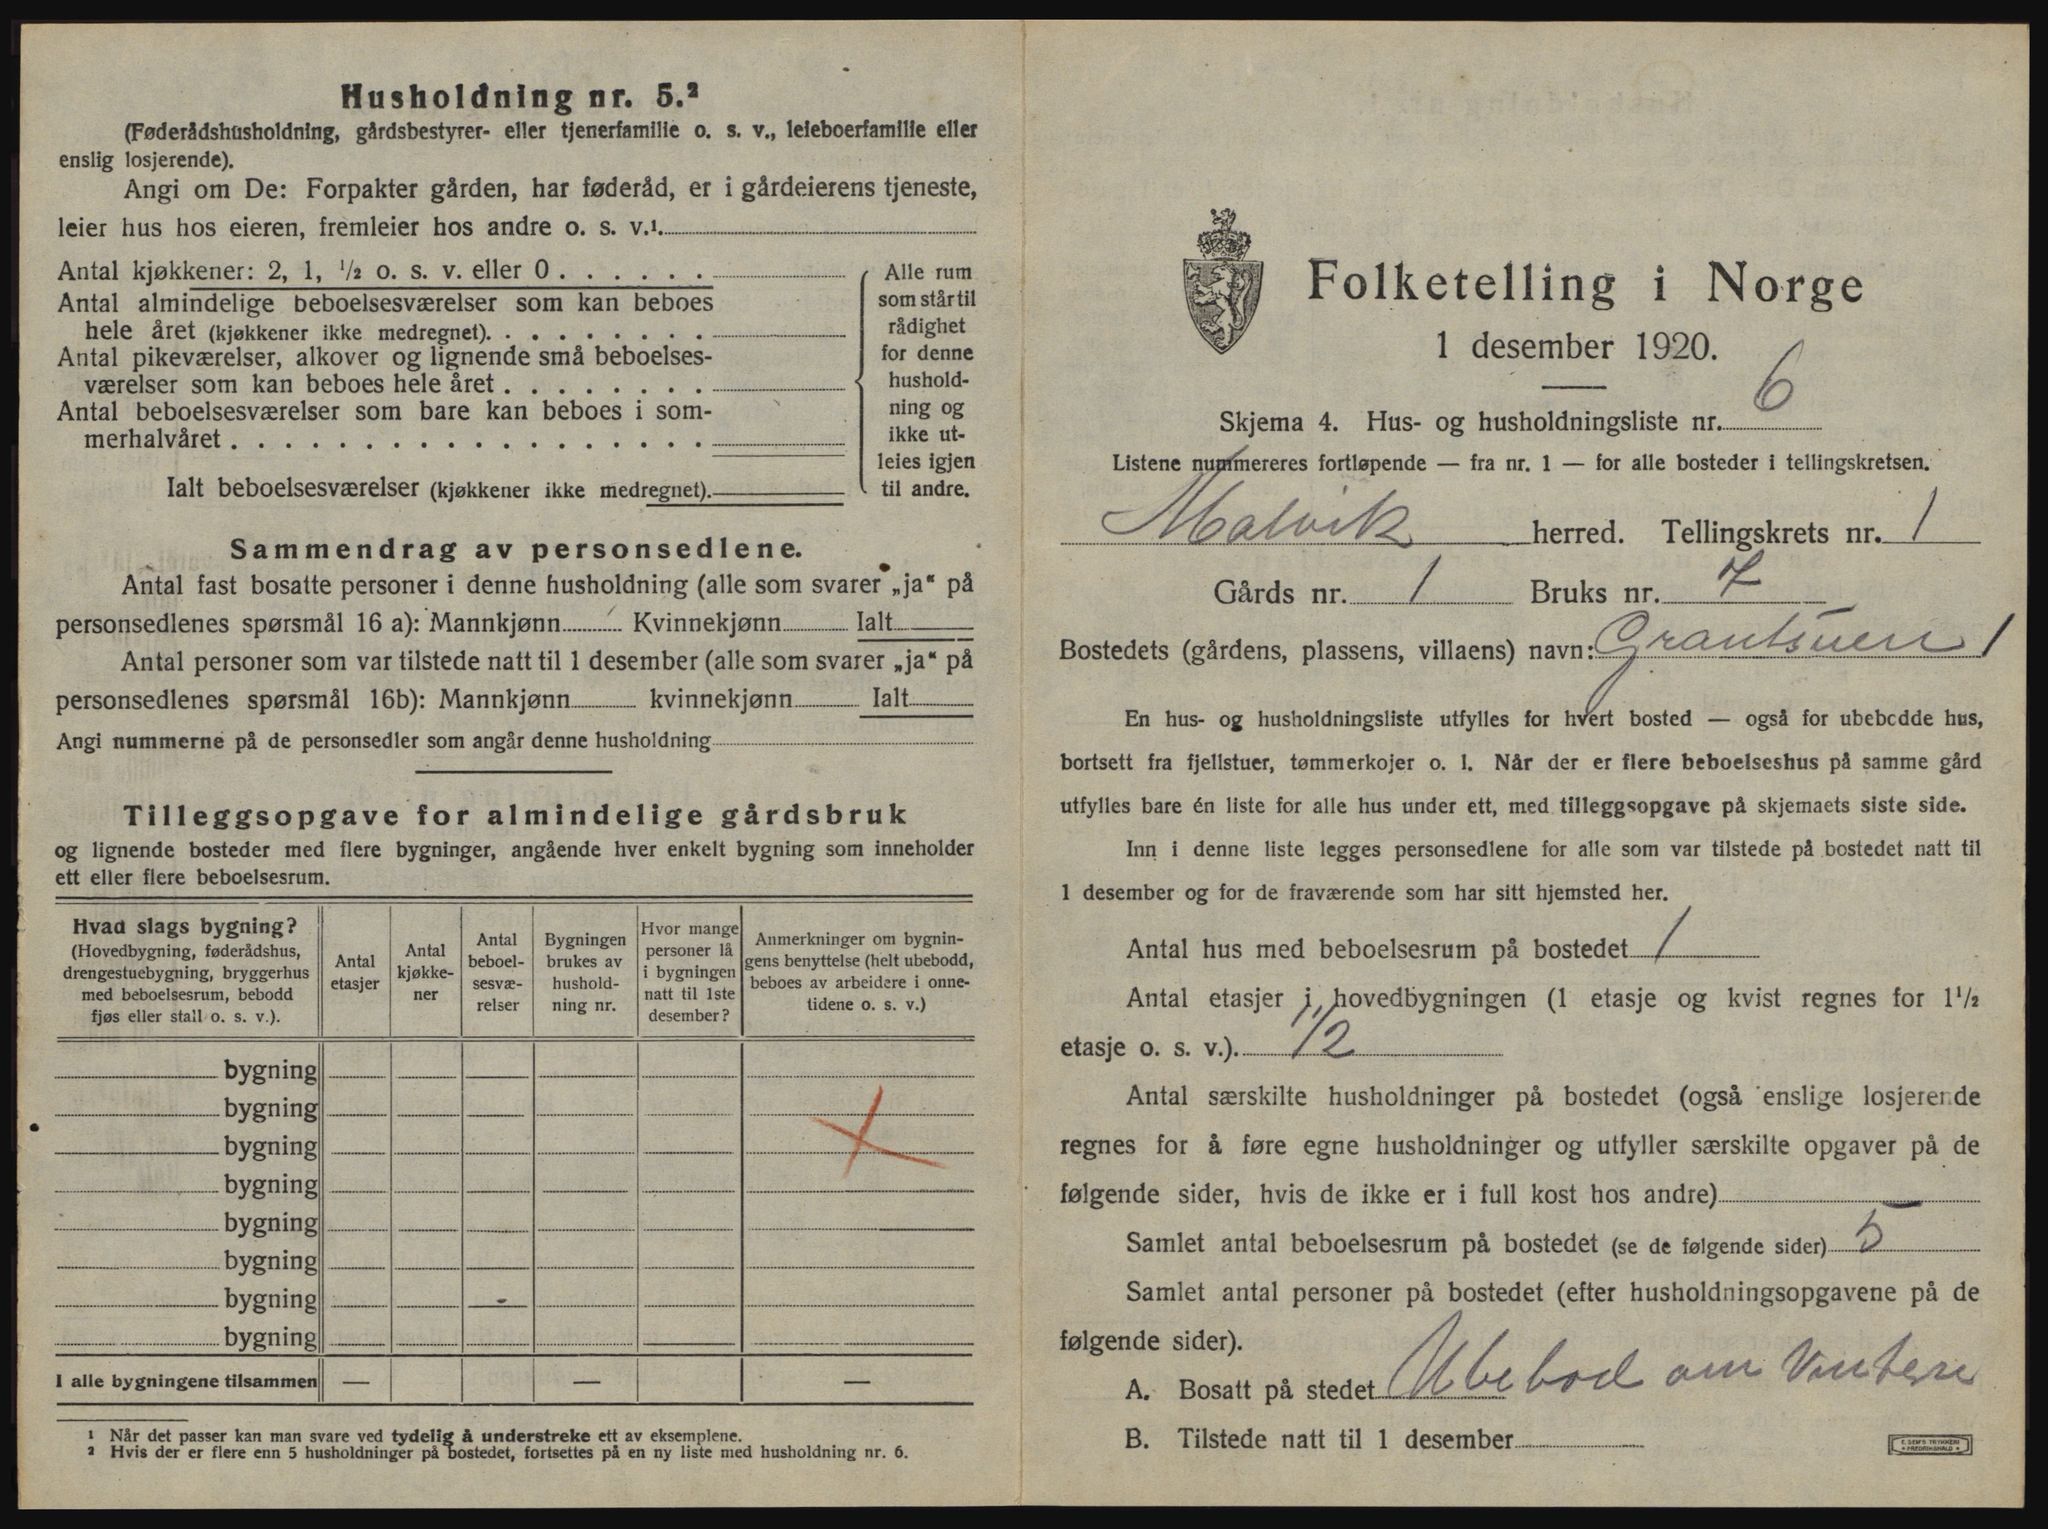 Husholdning nr. 5.²
(Føderådshusholdning, gårdsbestyrer- eller tjenerfamilie o. s. v., leieboerfamilie eller
enslig losjerende).
Angi om De: Forpakter gården, har føderåd, er i gårdeierens tjeneste,
leier hus hos eieren, fremleier hos andre o. s. v.¹
Antal kjøkkener: 2, 1, ½ o. s. v. eller 0 . . . . . .
Antal almindelige beboelsesværelser som kan beboes
hele året (kjøkkener ikke medregnet). . . . . . . . .
Antal pikeværelser, alkover og lignende små beboelses-
værelser som kan beboes hele året . . . . . . . .
Antal beboelsesværelser som bare kan beboes i som-
merhalvåret . . . . . . . . . . . . . . . . . .
Ialt beboelsesværelser (kjøkkener ikke medregnet).
Alle rum
som står til
rådighet
for denne
hushold-
ning og
ikke ut-
leies igjen
til andre.
Sammendrag av personsedlene.
Antal fast bosatte personer i denne husholdning (alle som svarer „ja“ på
personsedlenes spørsmål 16 a): Mannkjønn Kvinnekjønn Ialt
Antal personer som var tilstede natt til 1 desember (alle som svarer „ja“ på
personsedlenes spørsmål 16b): Mannkjønn kvinnekjønn Ialt
Angi nummerne på de personsedler som angår denne husholdning
Tilleggsopgave for almindelige gårdsbruk
og lignende bosteder med flere bygninger, angående hver enkelt bygning som inneholder
ett eller flere beboelsesrum.
Hvad slags bygning?
(Hovedbygning, føderådshus,
drengestuebygning, bryggerhus
med beboelsesrum, bebodd
fjøs eller stall o. s. v.).
Antal
etasjer
Antal
kjøkke-
ner
Antal
beboel-
sesvæ-
relser
Bygningen
brukes av
hushold-
ning nr.
Hvor mange
personer lå
i bygningen
natt til 1ste
desember?
Anmerkninger om bygnin-
gens benyttelse (helt ubebodd,
beboes av arbeidere i onne-
tidene o. s. v.)
bygning
bygning
bygning
bygning
bygning
bygning
bygning
bygning
I alle bygningene tilsammen — — —
¹ Når det passer kan man svare ved tydelig å understreke ett av eksemplene.
² Hvis der er flere enn 5 husholdninger på bostedet, fortsettes på en ny liste med husholdning nr. 6.
Folketelling i Norge
1 desember 1920.
Skjema 4. Hus- og husholdningsliste nr. 6
Listene nummereres fortløpende — fra nr. 1 — for alle bosteder i tellingskretsen.
Malvik herred. Tellingskrets nr. 1
Gårds nr. 1 Bruks nr. 7
Bostedets (gårdens, plassens, villaens) navn: 1
En hus- og husholdningsliste utfylles for hvert bosted — også for ubebodde hus,
bortsett fra fjellstuer, tømmerkojer o. l. Når der er flere beboelseshus på samme gård
utfylles bare én liste for alle hus under ett, med tilleggsopgave på skjemaets siste side.
Inn i denne liste legges personsedlene for alle som var tilstede på bostedet natt til
1 desember og for de fraværende som har sitt hjemsted her.
Antal hus med beboelsesrum på bostedet 1
Antal etasjer i hovedbygningen (1 etasje og kvist regnes for 1½
etasje o. s. v.). 1½
Antal særskilte husholdninger på bostedet (også enslige losjerende
regnes for å føre egne husholdninger og utfyller særskilte opgaver på de
følgende sider, hvis de ikke er i full kost hos andre)
Samlet antal beboelsesrum på bostedet (se de følgende sider) 5
Samlet antal personer på bostedet (efter husholdningsopgavene på de
følgende sider).
A. Bosatt på stedet Ubebod om
B. Tilstede natt til 1 desember
E. SEM'S TRYKKERI
• FREDRIKSHALD •